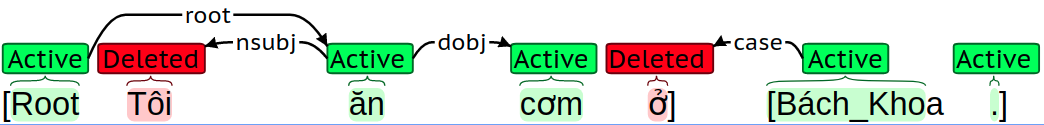 root
nsubj dobj case
Active Deleted Active Active Deleted Active Active
[Root Tôi ăn cơm ở] [Bách_Khoa .]